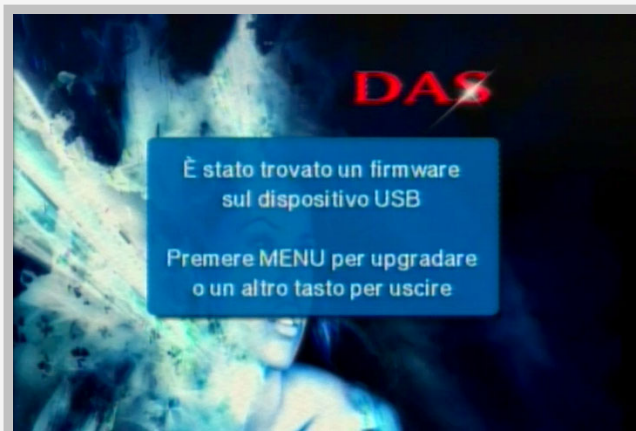 DAS
È stato trovato un firmware
sul dispositivo USB
Premere MENU per upgradare
o un altro tasto per uscire